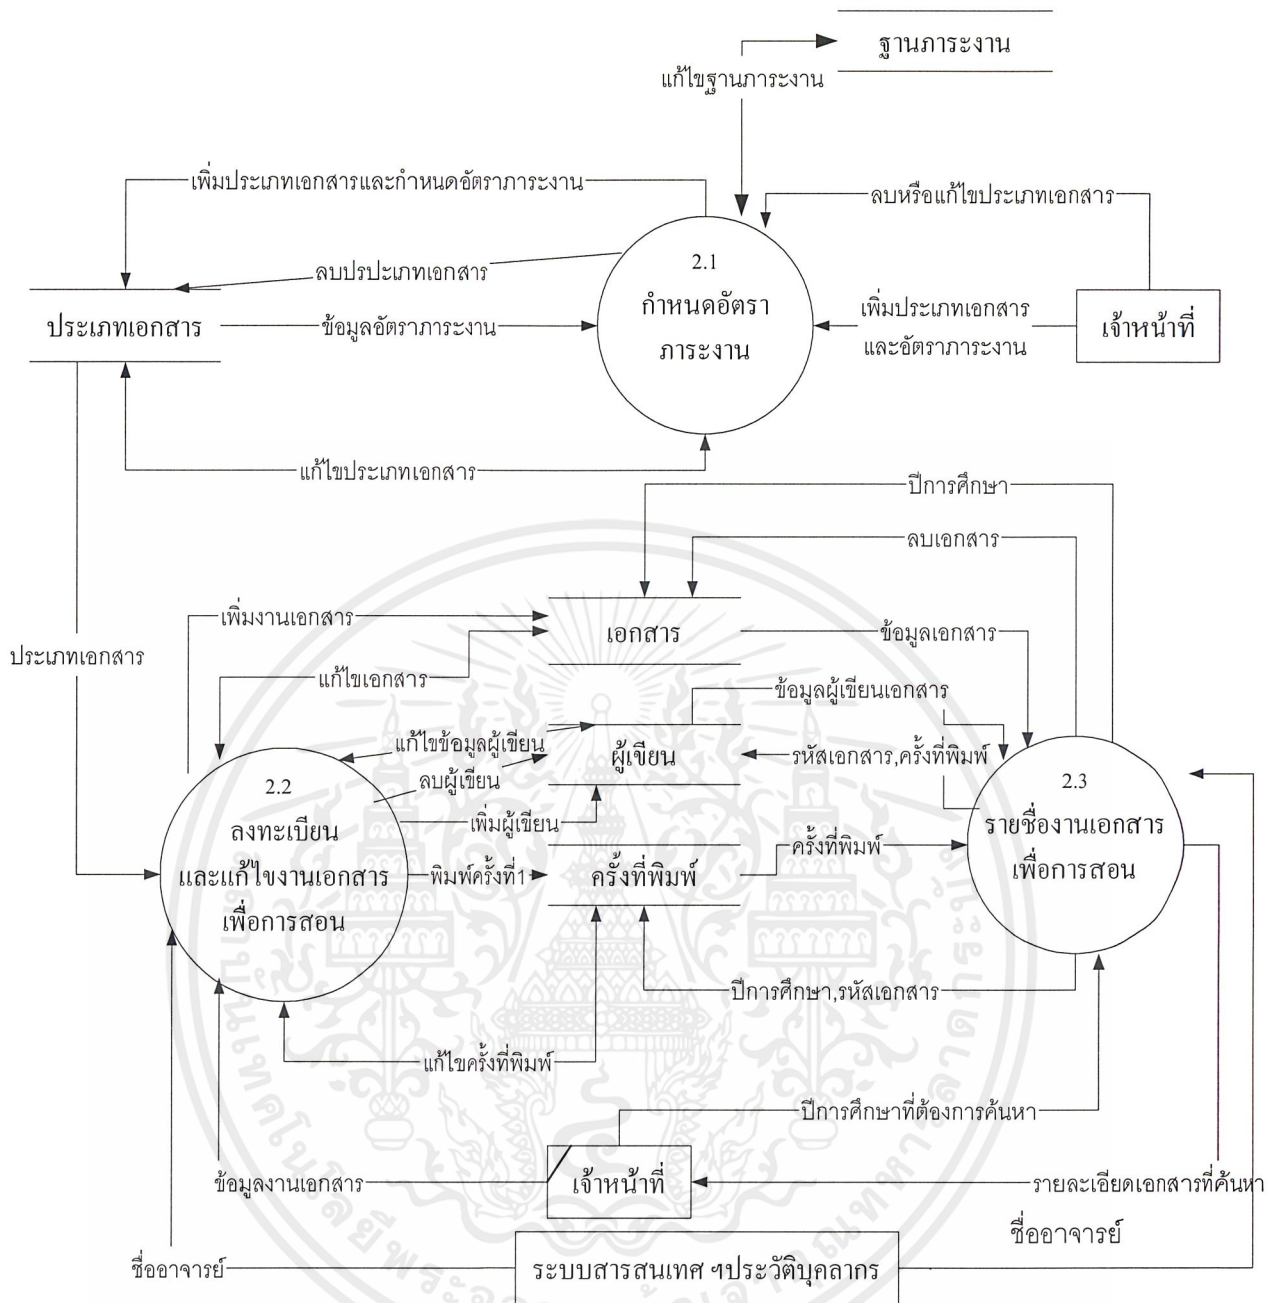 ฐานภาระงาน
แก้ไขฐานภาระงาน
เพิ่มประเภทเอกสารและกำหนดอัตราภาระงาน
ลบหรือแก้ไขประเภทเอกสาร
2.1
กำหนดอัตรา
ภาระงาน
ลบปรปะเภทเอกสาร
ประเภทเอกสาร
ข้อมูลอัตราภาระงาน
เพิ่มประเภทเอกสาร
และอัตราภาระงาน
เจ้าหน้าที่
แก้ไขประเภทเอกสาร
ปีการศึกษา
ลบเอกสาร
เพิ่มงานเอกสาร
เอกสาร
ข้อมูลเอกสาร
ประเภทเอกสาร
แก้ไขเอกสาร
ข้อมูลผู้เขียนเอกสาร
แก้ไขข้อมูลผู้เขียน
ผู้เขียน
รหัสเอกสาร,ครั้งที่พิมพ์
ลบผู้เขียน
เพิ่มผู้เขียน
2.2
ลงทะเบียน
และแก้ไขงานเอกสาร
เพื่อการสอน
2.3
รายชื่องานเอกสาร
เพื่อการสอน
พิมพ์ครั้งที่1
ครั้งที่พิมพ์
ครั้งที่พิมพ์
ปีการศึกษา,รหัสเอกสาร
แก้ไขครั้งที่พิมพ์
ปีการศึกษาที่ต้องการค้นหา
ข้อมูลงานเอกสาร
เจ้าหน้าที่
รายละเอียดเอกสารที่ค้นหา
ชื่ออาจารย์
ชื่ออาจารย์
ระบบสารสนเทศ ฯประวัติบุคลากร